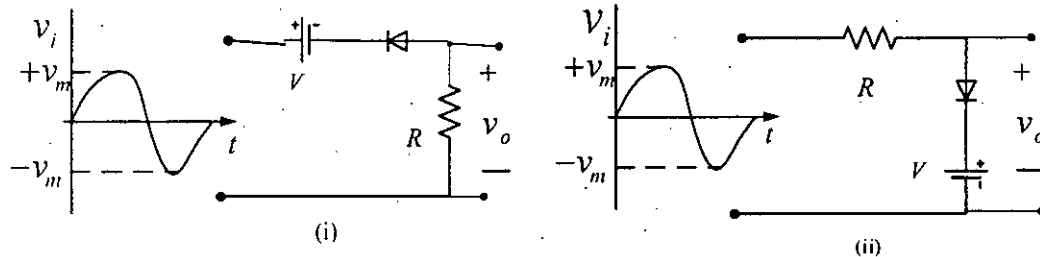 v_i
+v_m
−v_m
t
+ -
V
R
+
v_o
−
(i)
v_i
+v_m
−v_m
t
R
V
+
-
+
v_o
−
(ii)